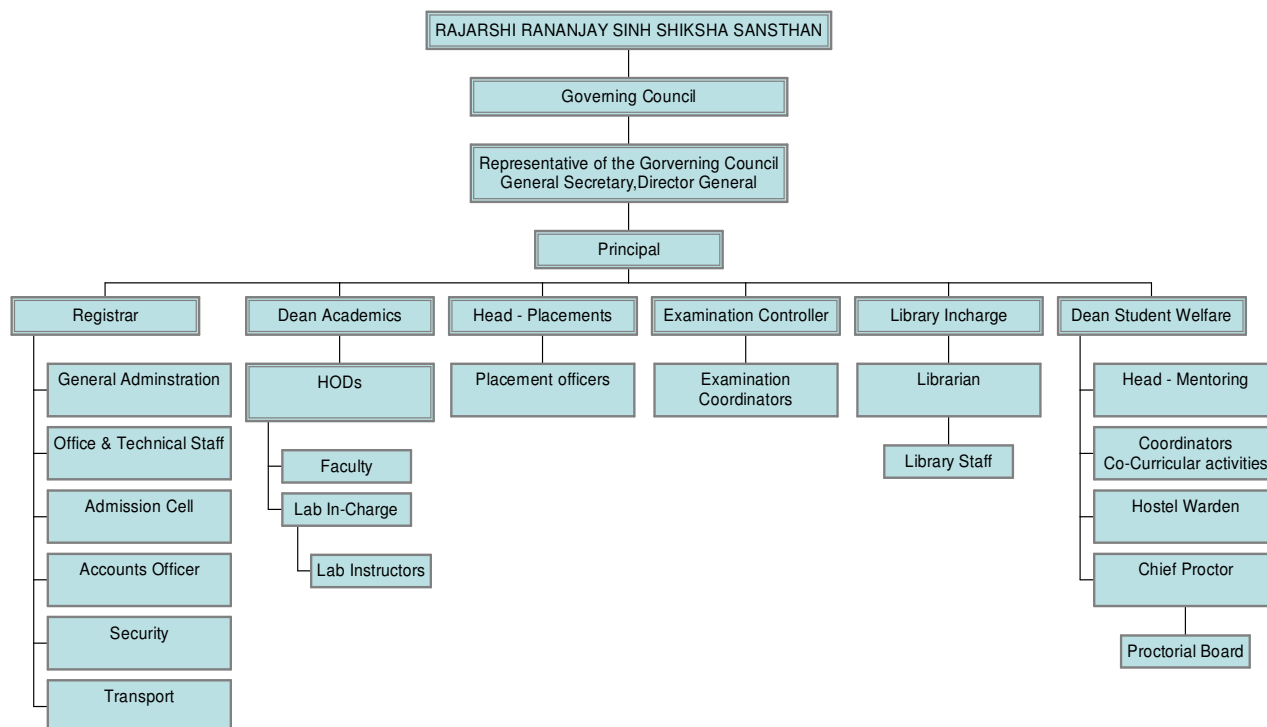 RAJARSHI RANANJAY SINH SHIKSHA SANSTHAN
Governing Council
Representative of the Gorverning Council
General Secretary,Director General
Principal
Registrar
Dean Academics
Head - Placements
Examination Controller
Library Incharge
Dean Student Welfare
General Adminstration
Office & Technical Staff
Admission Cell
Accounts Officer
Security
Transport
HODs
Faculty
Lab In-Charge
Lab Instructors
Placement officers
Examination
Coordinators
Librarian
Library Staff
Head - Mentoring
Coordinators
Co-Curricular activities
Hostel Warden
Chief Proctor
Proctorial Board